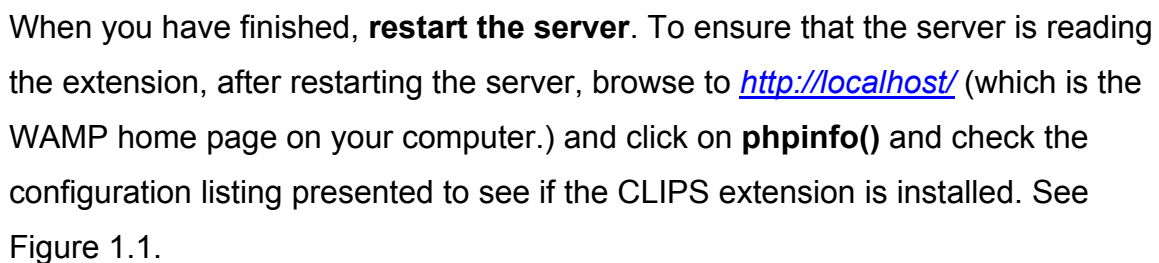 When you have finished, restart the server. To ensure that the server is reading
the extension, after restarting the server, browse to http://localhost/ (which is the
WAMP home page on your computer.) and click on phpinfo() and check the
configuration listing presented to see if the CLIPS extension is installed. See
Figure 1.1.